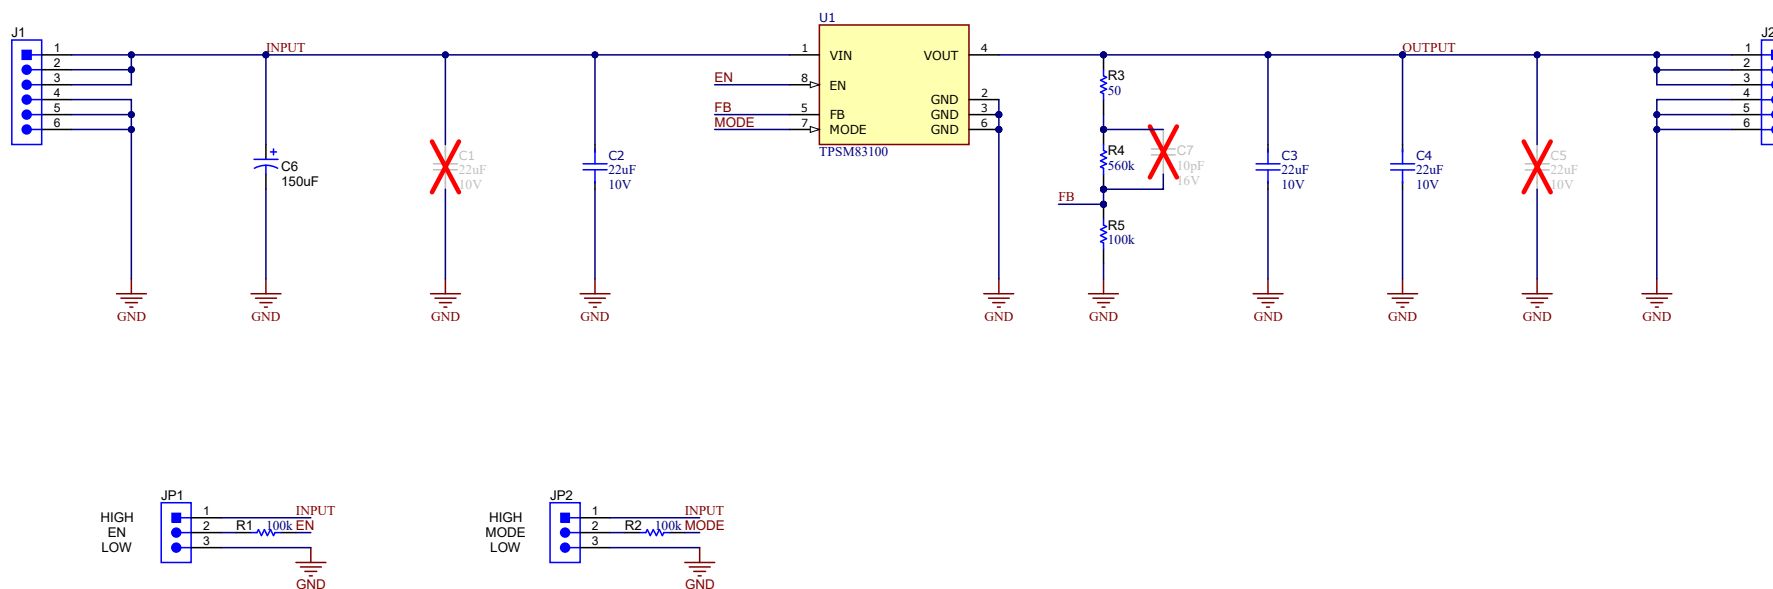 J1
1
2
3
4
5
6
INPUT
C6
150uF
C1
22uF
10V
C2
22uF
10V
EN
FB
MODE
U1
1
8
5
7
VIN
EN
FB
MODE
VOUT
GND
GND
GND
4
2
3
6
TPSM83100
R3
50
R4
560k
C7
10pF
16V
FB
R5
100k
C3
22uF
10V
OUTPUT
C4
22uF
10V
C5
22uF
10V
J2
1
2
3
4
5
6
GND
GND
GND
GND
GND
GND
GND
GND
GND
GND
JP1
HIGH
EN
LOW
1
2
3
R1
100k
INPUT
EN
GND
JP2
HIGH
MODE
LOW
1
2
3
R2
100k
INPUT
MODE
GND